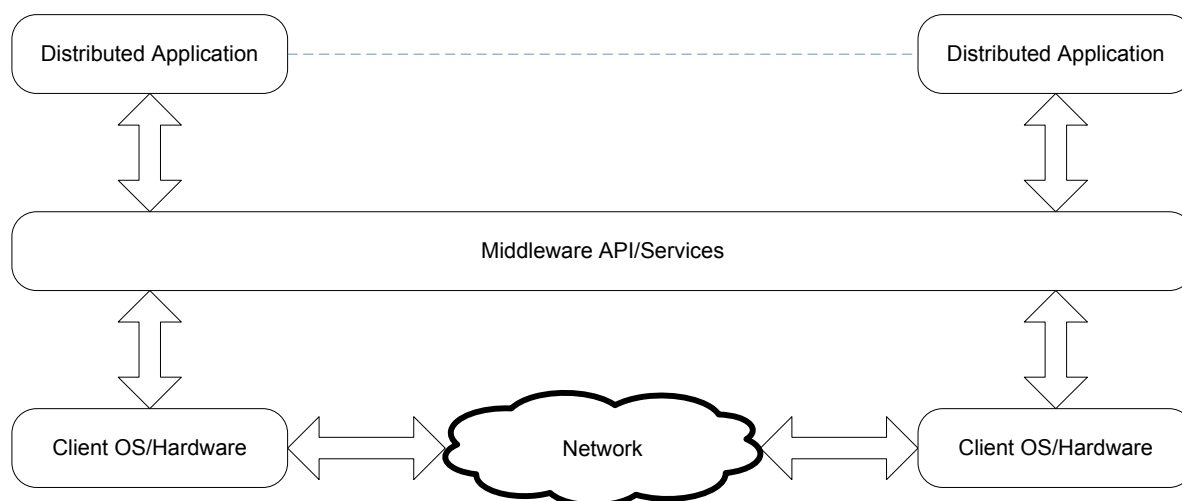 Distributed Application
Distributed Application
Middleware API/Services
Client OS/Hardware
Network
Client OS/Hardware